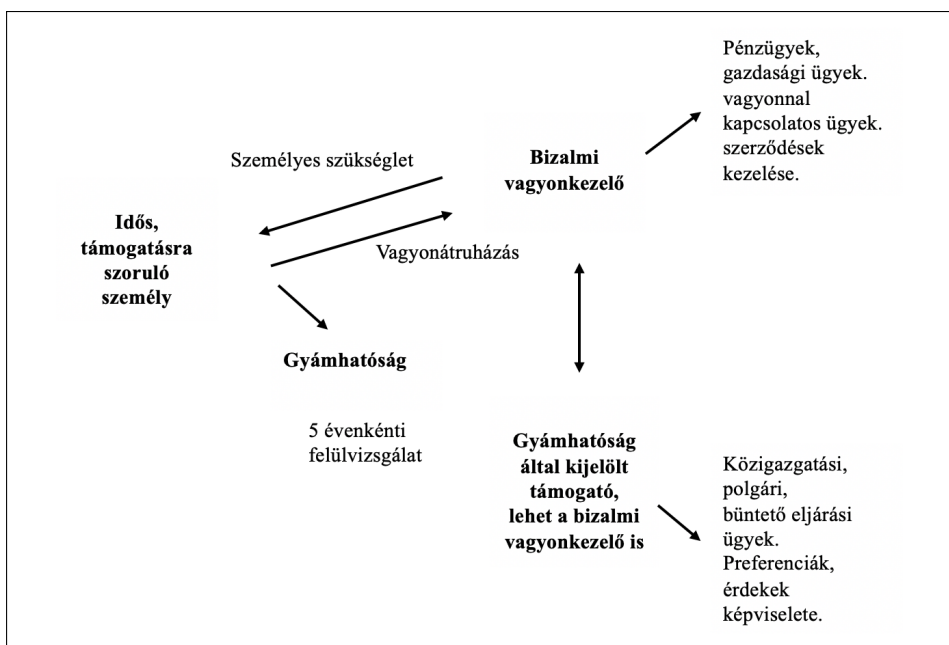 Pénzügyek,
gazdasági ügyek.
vagyonnal
kapcsolatos ügyek.
szerződések
kezelése.
Személyes szükséglet
Bizalmi
vagyonkezelő
Idős,
támogatásra
szoruló
személy
Vagyonátruházás
Gyámhatóság
5 évenkénti
felülvizsgálat
Gyámhatóság
által kijelölt
támogató,
lehet a bizalmi
vagyonkezelő is
Közigazgatási,
polgári,
büntető eljárási
ügyek.
Preferenciák,
érdekek
képviselete.